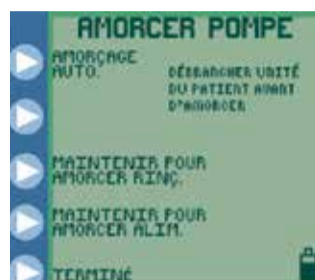 AMORCER POMPE
AMORÇAGE
AUTO.
DÉBRANCHER UNITÉ
DU PATIENT AVANT
D'AMORCER
MAINTENIR POUR
AMORCER RINÇ.
MAINTENIR POUR
AMORCER ALIM.
TERMINÉ